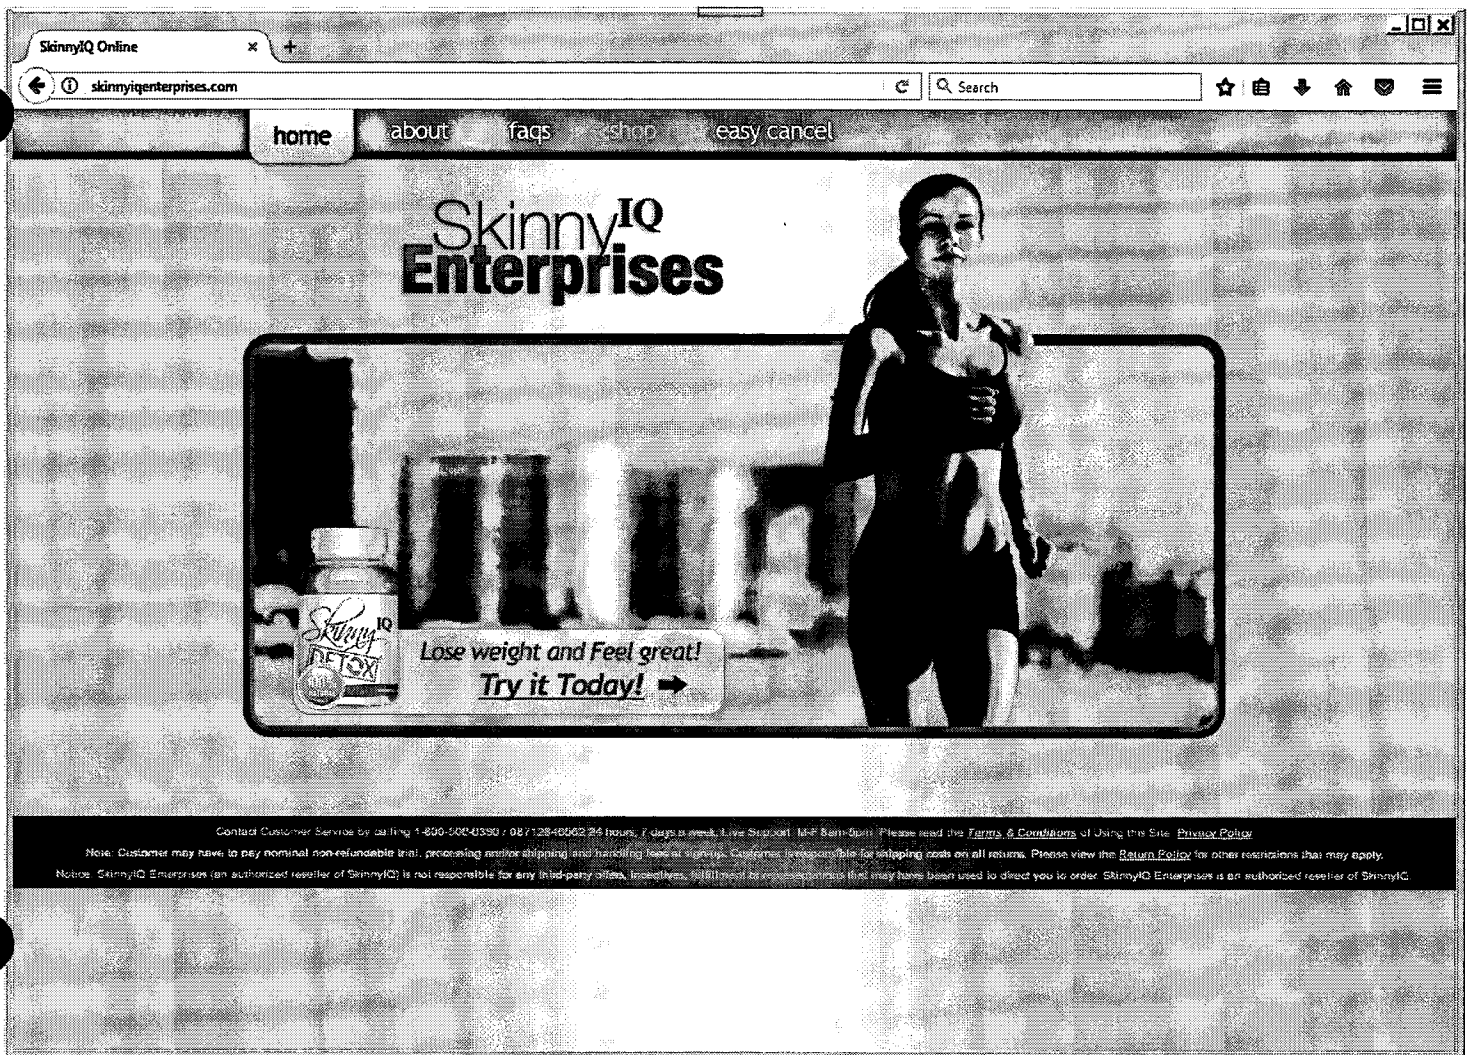 SkinnyIQ Online
skinnyiqenterprises.com
Search
home about faqs shop easy cancel
SkinnyIQ
Enterprises
Skinny IQ
DETOX
Lose weight and Feel great!
Try it Today!
Contact Customer Service by calling 24 hours, 7 days a week, Live Support: M-F 8am-5pm. Please read the Terms & Conditions of Using this Site. Privacy Policy
Note: Customer may have to pay nominal non-refundable trial, processing and/or shipping and handling fees at sign-up. Customer is responsible for shipping costs on all returns. Please view the Return Policy for other restrictions that may apply.
Notice: SkinnyIQ Enterprises (an authorized reseller of SkinnyIQ) is not responsible for any third-party offers, incentives, fulfillment or representations that may have been used to direct you to order. SkinnyIQ Enterprises is an authorized reseller of SkinnyIQ.